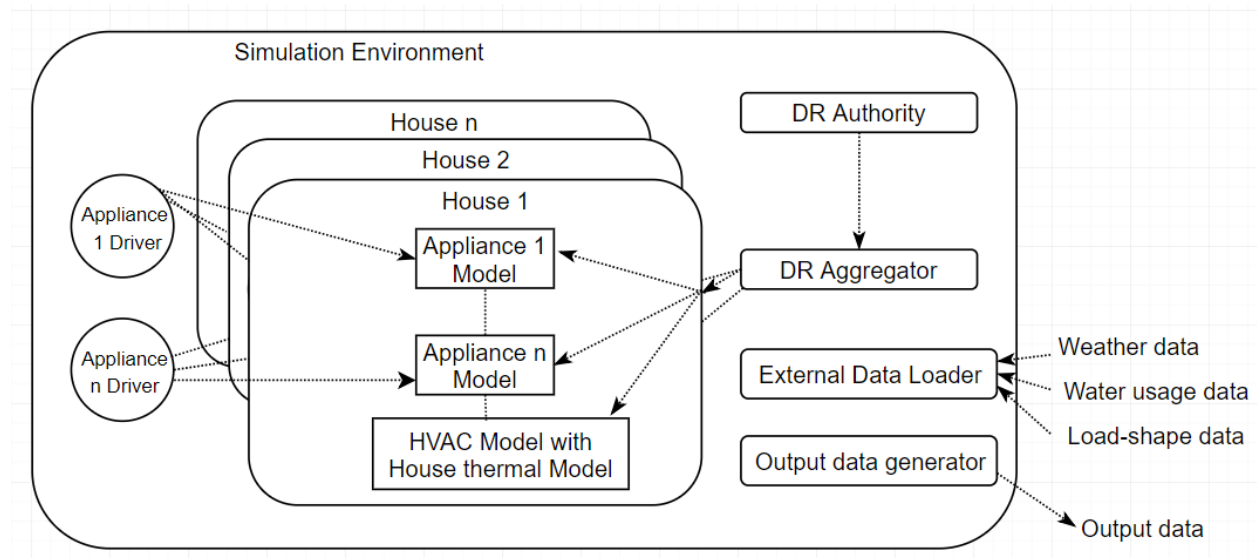 Simulation Environment
House n
House 2
House 1
Appliance
1 Driver
Appliance
n Driver
Appliance 1
Model
Appliance n
Model
HVAC Model with
House thermal Model
DR Authority
DR Aggregator
External Data Loader
Output data generator
Weather data
Water usage data
Load-shape data
Output data